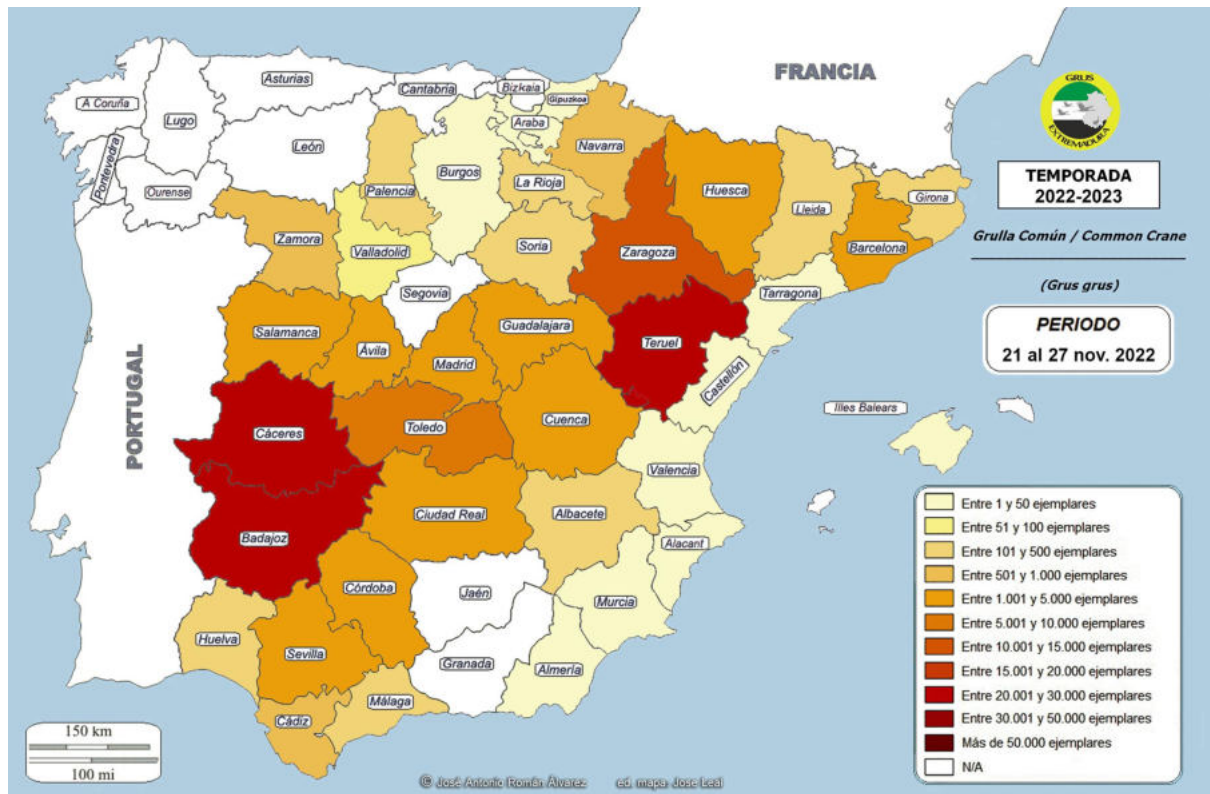 FRANCIA
PORTUGAL
A Coruña
Lugo
Asturias
Cantabria
Bizkaia
Gipuzkoa
Araba
Pontevedra
Ourense
León
Palencia
Burgos
La Rioja
Navarra
Huesca
Lleida
Girona
Barcelona
Zamora
Valladolid
Soria
Zaragoza
Tarragona
Segovia
Salamanca
Ávila
Madrid
Guadalajara
Teruel
Castellón
Illes Balears
Cáceres
Toledo
Cuenca
Valencia
Badajoz
Ciudad Real
Albacete
Alacant
Córdoba
Jaén
Murcia
Huelva
Sevilla
Granada
Almería
Málaga
Cádiz
GRUS
EXTREMADURA
TEMPORADA
2022-2023
Grulla Común / Common Crane
(Grus grus)
PERIODO
21 al 27 nov. 2022
Entre 1 y 50 ejemplares
Entre 51 y 100 ejemplares
Entre 101 y 500 ejemplares
Entre 501 y 1.000 ejemplares
Entre 1.001 y 5.000 ejemplares
Entre 5.001 y 10.000 ejemplares
Entre 10.001 y 15.000 ejemplares
Entre 15.001 y 20.000 ejemplares
Entre 20.001 y 30.000 ejemplares
Entre 30.001 y 50.000 ejemplares
Más de 50.000 ejemplares
N/A
150 km
100 mi
© José Antonio Román Álvarez ed. mapa Jose Leal